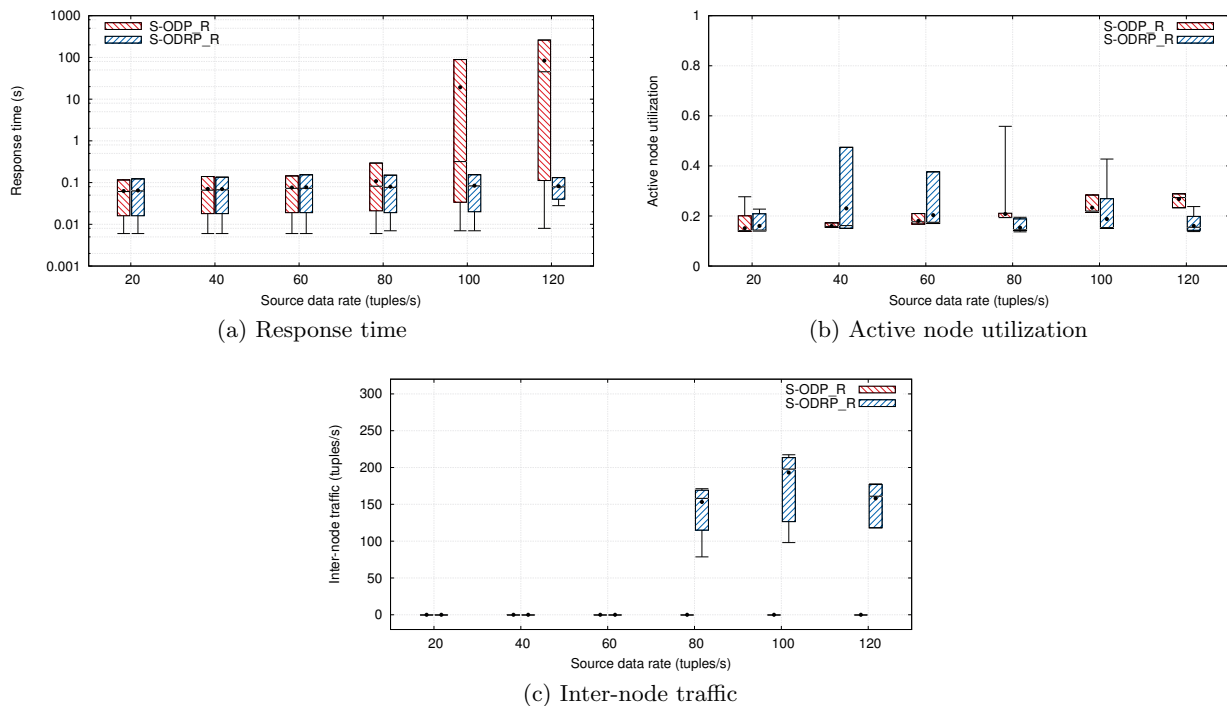 1000
100
10
1
0.1
0.01
0.001
Response time (s)
S-ODP_R
S-ODRP_R
20 40 60 80 100 120
Source data rate (tuples/s)
(a) Response time
1
0.8
0.6
0.4
0.2
0
Active node utilization
S-ODP_R
S-ODRP_R
20 40 60 80 100 120
Source data rate (tuples/s)
(b) Active node utilization
300
250
200
150
100
50
0
Inter-node traffic (tuples/s)
S-ODP_R
S-ODRP_R
20 40 60 80 100 120
Source data rate (tuples/s)
(c) Inter-node traffic